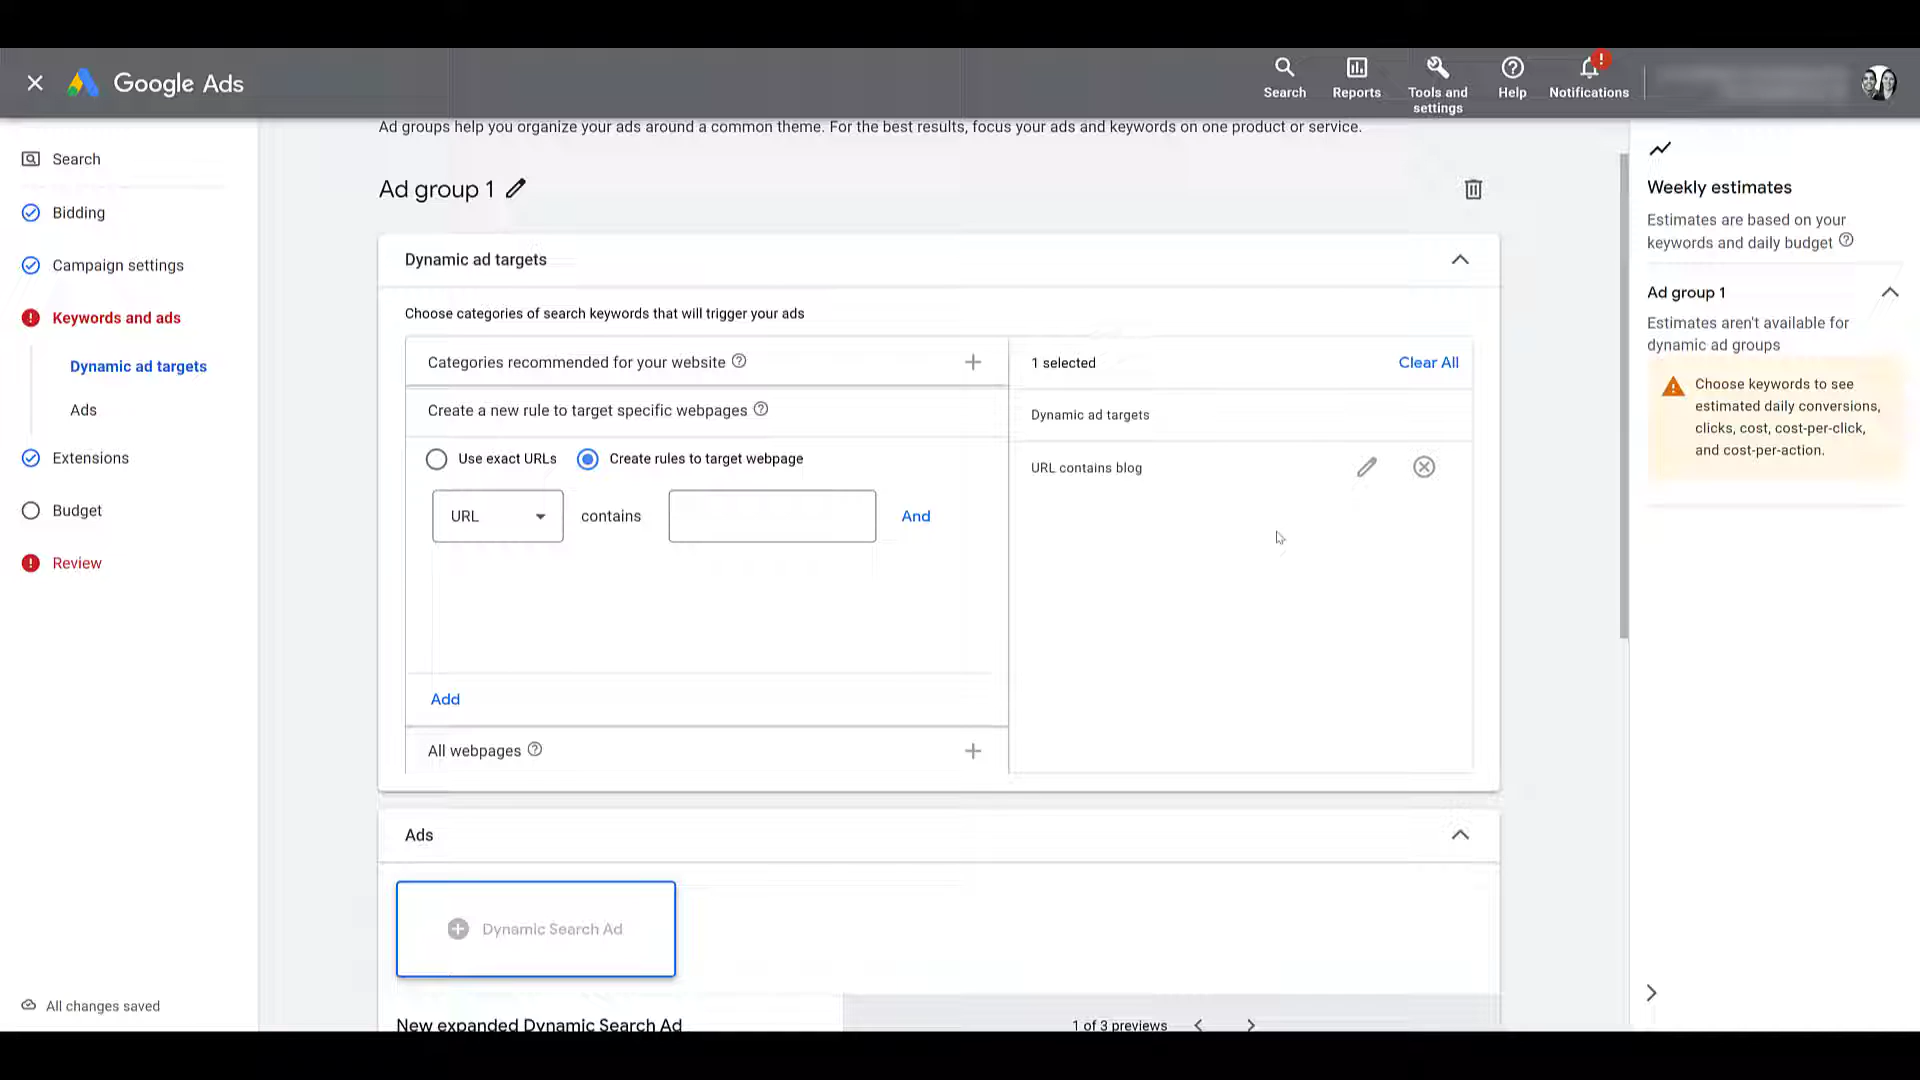 Google Ads
Search
Reports
Tools and
settings
Help
Notifications
!
Ad groups help you organize your ads around a common theme. For the best results, focus your ads and keywords on one product or service.
Search
Bidding
Campaign settings
Keywords and ads
Dynamic ad targets
Ads
Extensions
Budget
Review
All changes saved
Ad group 1
Dynamic ad targets
Choose categories of search keywords that will trigger your ads
Categories recommended for your website
Create a new rule to target specific webpages
Use exact URLs
Create rules to target webpage
URL
contains
And
Add
All webpages
1 selected
Clear All
Dynamic ad targets
URL contains blog
Ads
Dynamic Search Ad
New expanded Dynamic Search Ad
1 of 3 previews
Weekly estimates
Estimates are based on your
keywords and daily budget
Ad group 1
Estimates aren't available for
dynamic ad groups
Choose keywords to see
estimated daily conversions,
clicks, cost, cost-per-click,
and cost-per-action.